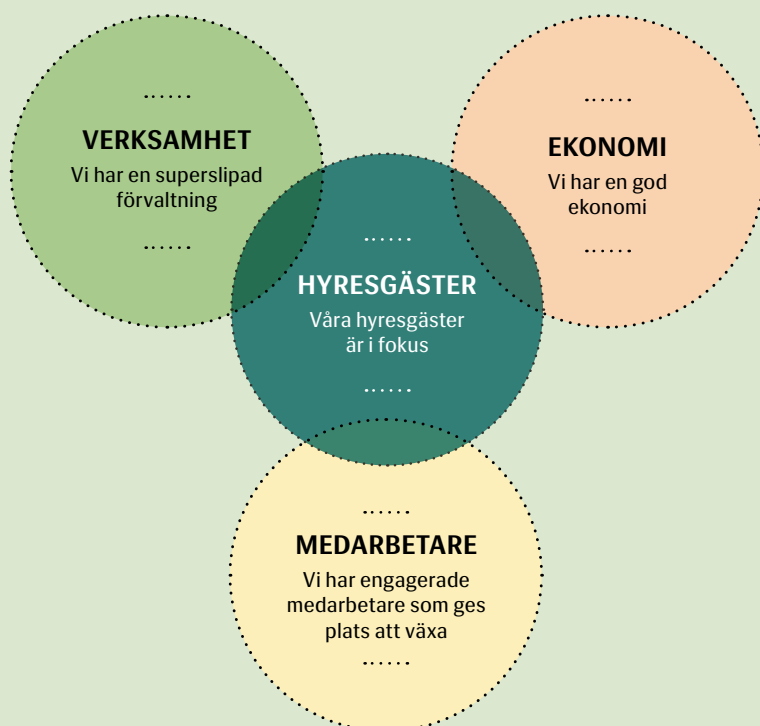 VERKSAMHET
Vi har en superslipad
förvaltning
EKONOMI
Vi har en god
ekonomi
HYRESGÄSTER
Våra hyresgäster
är i fokus
MEDARBETARE
Vi har engagerade
medarbetare som ges
plats att växa